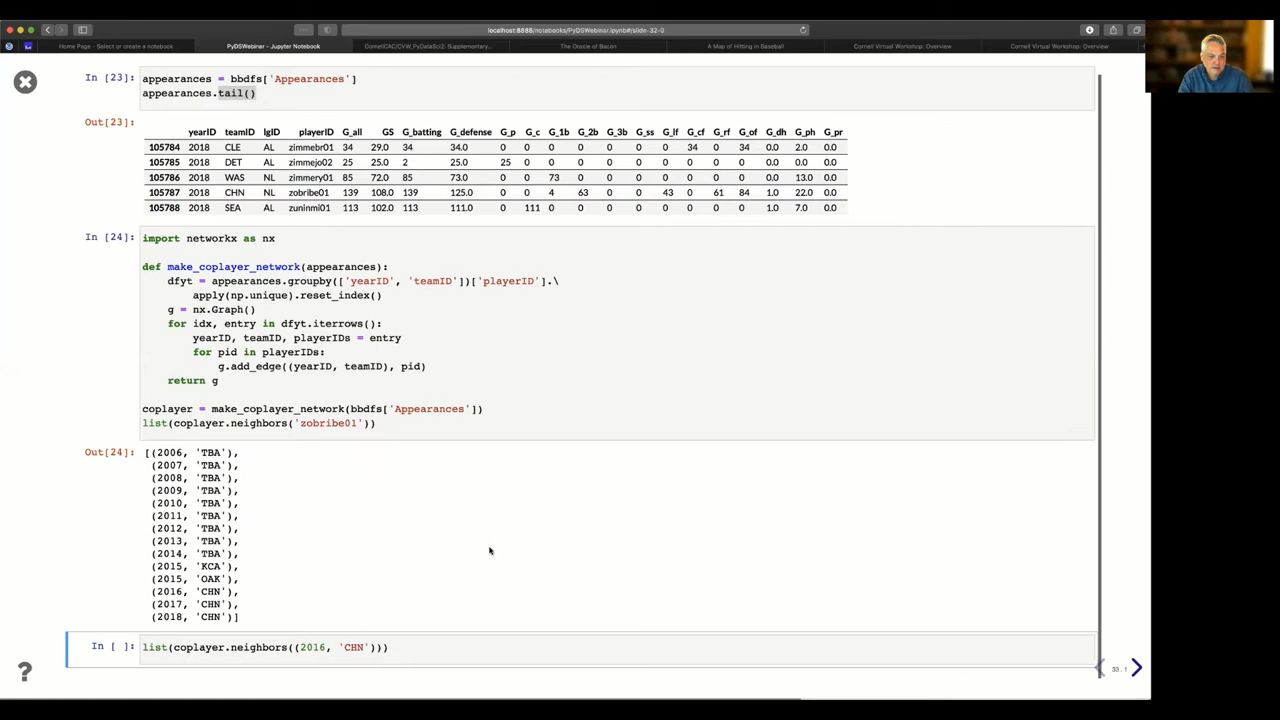 localhost:8888/notebooks/PyDSWebinar.ipynb#/slide-32-0
Home Page - Select or create a notebook
PyDSWebinar - Jupyter Notebook
CornellCAC/CVW_PyDataSci2: Supplementary...
The Oracle of Bacon
A Map of Hitting in Baseball
Cornell Virtual Workshop: Overview
Cornell Virtual Workshop: Overview
In [23]: appearances = bbdfs['Appearances']
appearances.tail()
Out[23]:
yearID teamID lgID playerID G_all GS G_batting G_defense G_p G_c G_1b G_2b G_3b G_ss G_lf G_cf G_rf G_of G_dh G_ph G_pr
105784 2018 CLE AL zimmebr01 34 29.0 34 34.0 0 0 0 0 0 0 0 34 0 34 0.0 2.0 0.0
105785 2018 DET AL zimmejo02 25 25.0 2 25.0 25 0 0 0 0 0 0 0 0 0 0.0 0.0 0.0
105786 2018 WAS NL zimmery01 85 72.0 85 73.0 0 0 73 0 0 0 0 0 0 0 0.0 13.0 0.0
105787 2018 CHN NL zobribe01 139 108.0 139 125.0 0 0 4 63 0 0 43 0 61 84 1.0 22.0 0.0
105788 2018 SEA AL zuninmi01 113 102.0 113 111.0 0 111 0 0 0 0 0 0 0 0 1.0 7.0 0.0
In [24]: import networkx as nx
def make_coplayer_network(appearances):
dfyt = appearances.groupby(['yearID', 'teamID'])['playerID'].\
apply(np.unique).reset_index()
g = nx.Graph()
for idx, entry in dfyt.iterrows():
yearID, teamID, playerIDs = entry
for pid in playerIDs:
g.add_edge((yearID, teamID), pid)
return g
coplayer = make_coplayer_network(bbdfs['Appearances'])
list(coplayer.neighbors('zobribe01'))
Out[24]: [(2006, 'TBA'),
(2007, 'TBA'),
(2008, 'TBA'),
(2009, 'TBA'),
(2010, 'TBA'),
(2011, 'TBA'),
(2012, 'TBA'),
(2013, 'TBA'),
(2014, 'TBA'),
(2015, 'KCA'),
(2015, 'OAK'),
(2016, 'CHN'),
(2017, 'CHN'),
(2018, 'CHN')]
In [ ]: list(coplayer.neighbors((2016, 'CHN')))
?
33.1